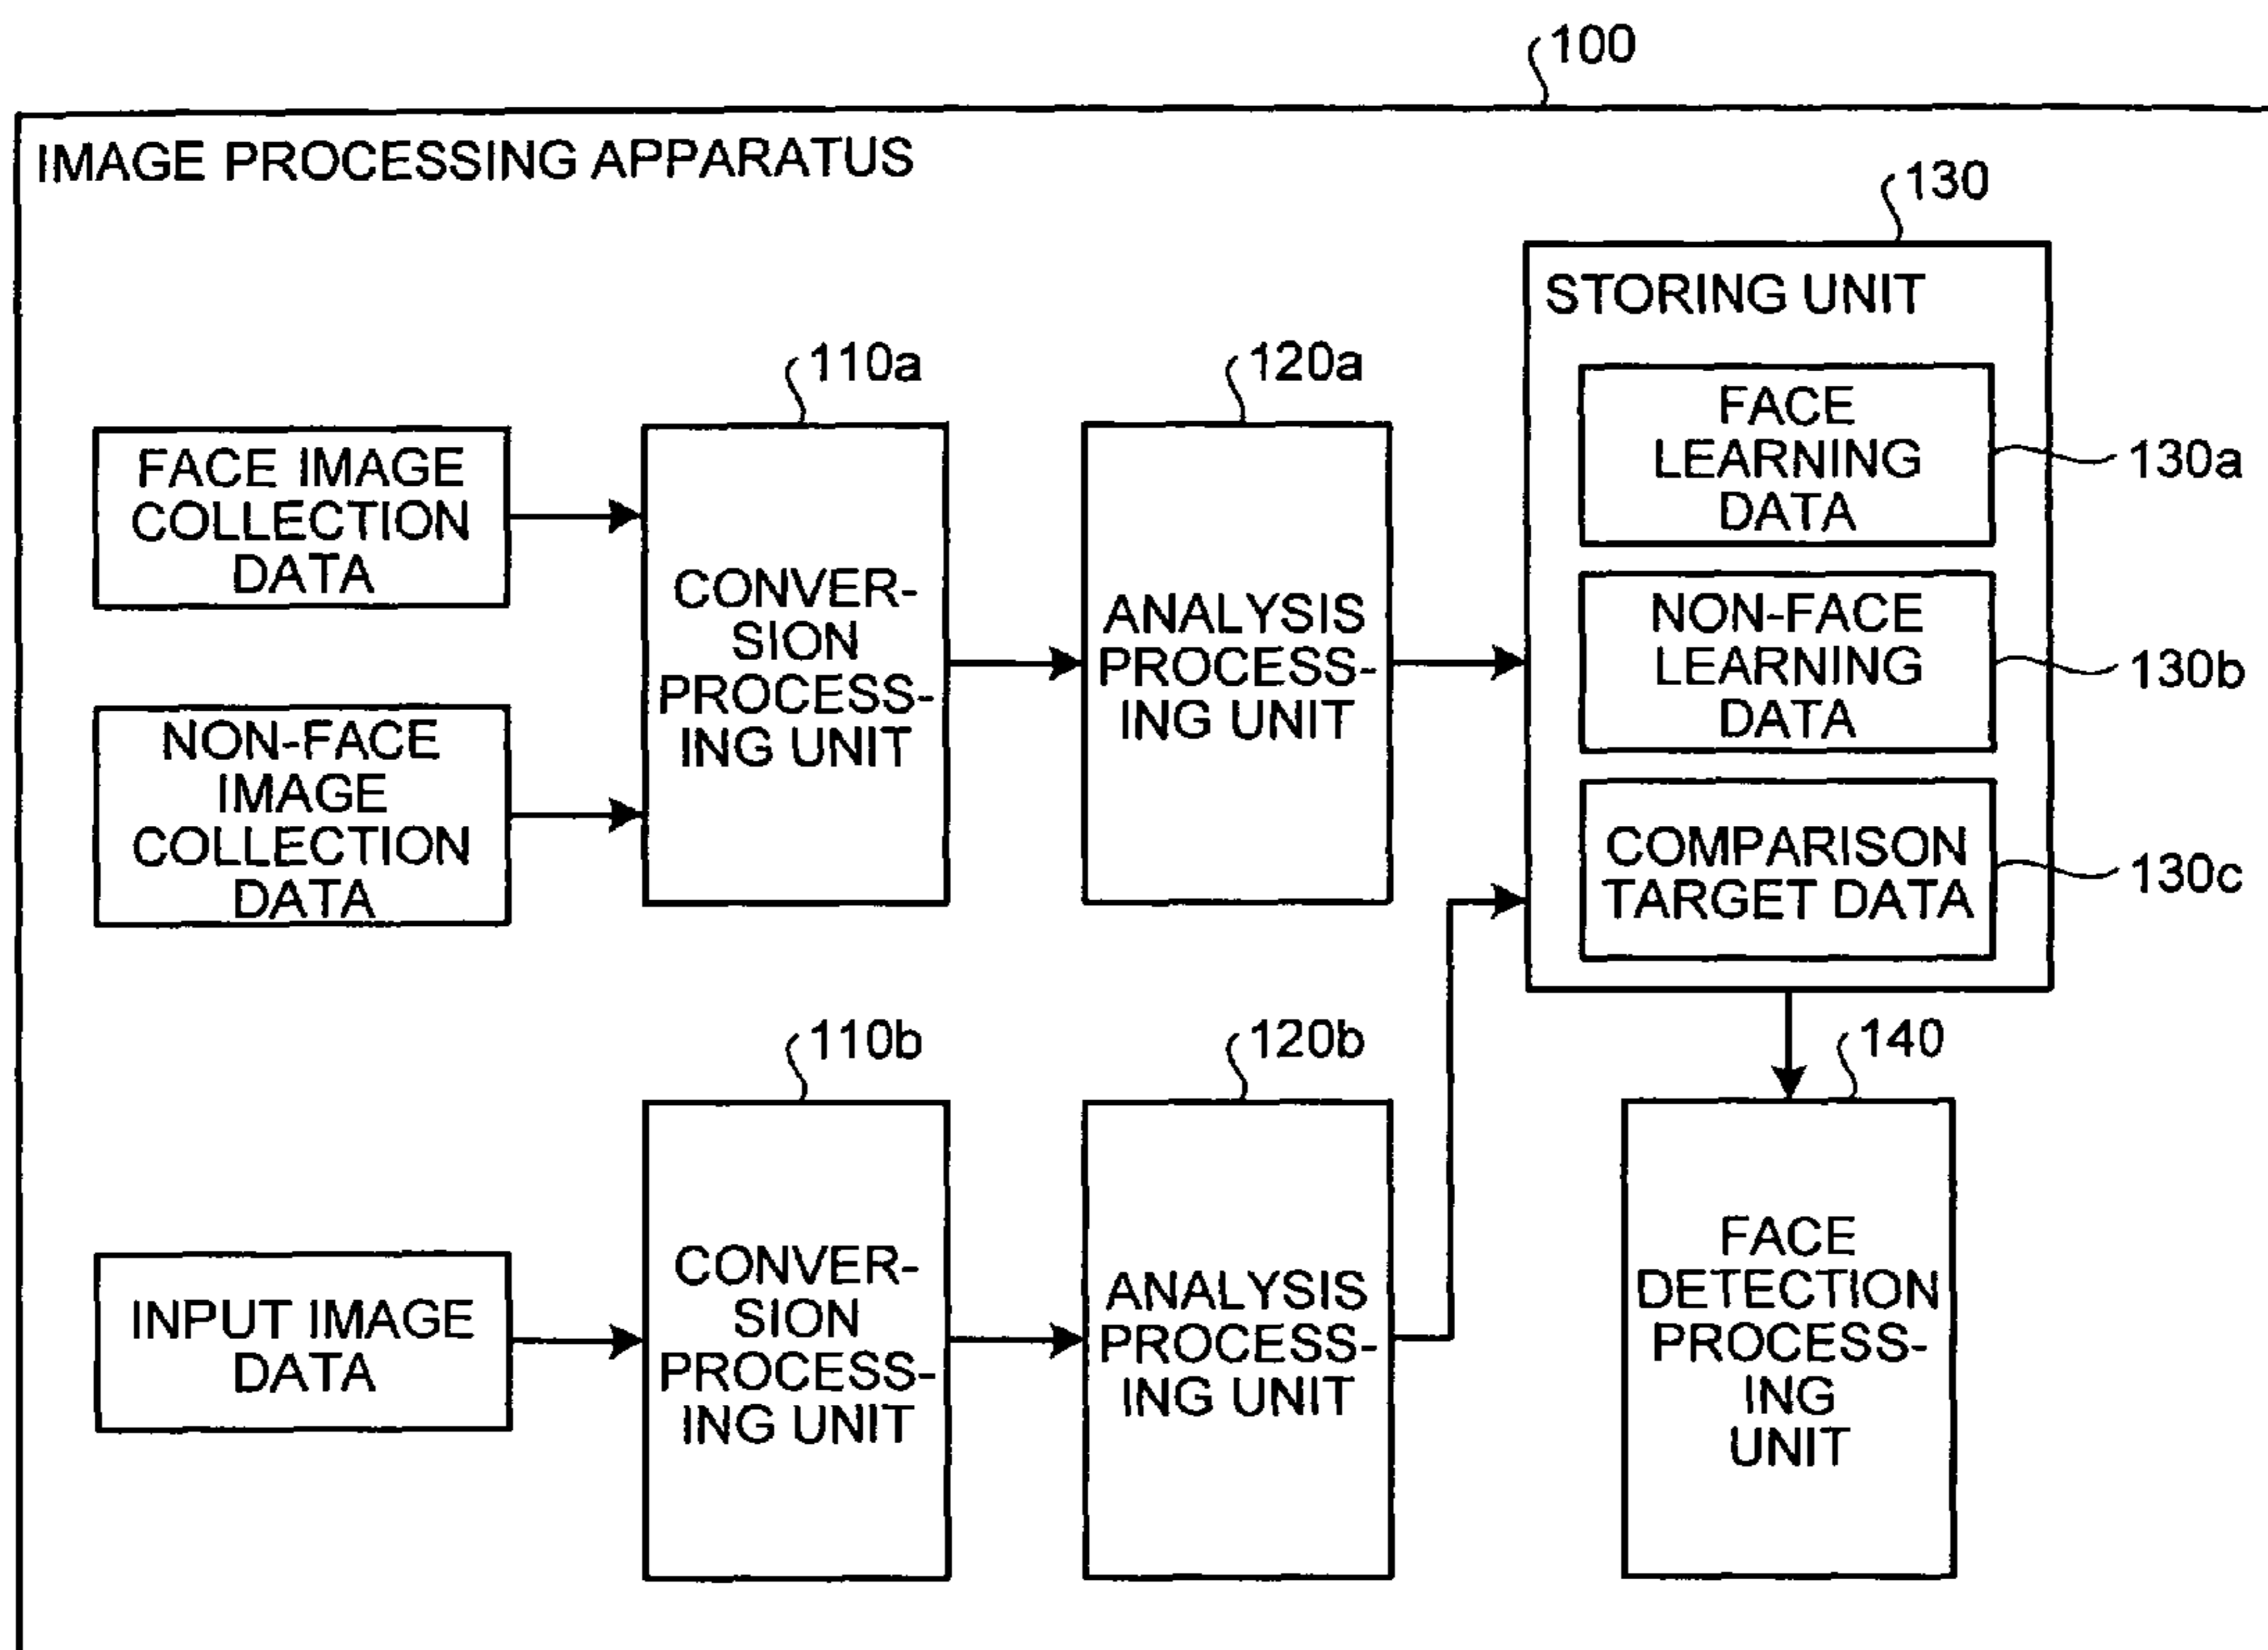 100
IMAGE PROCESSING APPARATUS
130
STORING UNIT
110a
120a
FACE
LEARNING
DATA
130a
FACE IMAGE
COLLECTION
DATA
CONVER-
SION
PROCESS-
ING UNIT
ANALYSIS
PROCESS-
ING UNIT
NON-FACE
LEARNING
DATA
130b
NON-FACE
IMAGE
COLLECTION
DATA
COMPARISON
TARGET DATA
130c
110b
120b
140
INPUT IMAGE
DATA
CONVER-
SION
PROCESS-
ING UNIT
ANALYSIS
PROCESS-
ING UNIT
FACE
DETECTION
PROCESS-
ING
UNIT